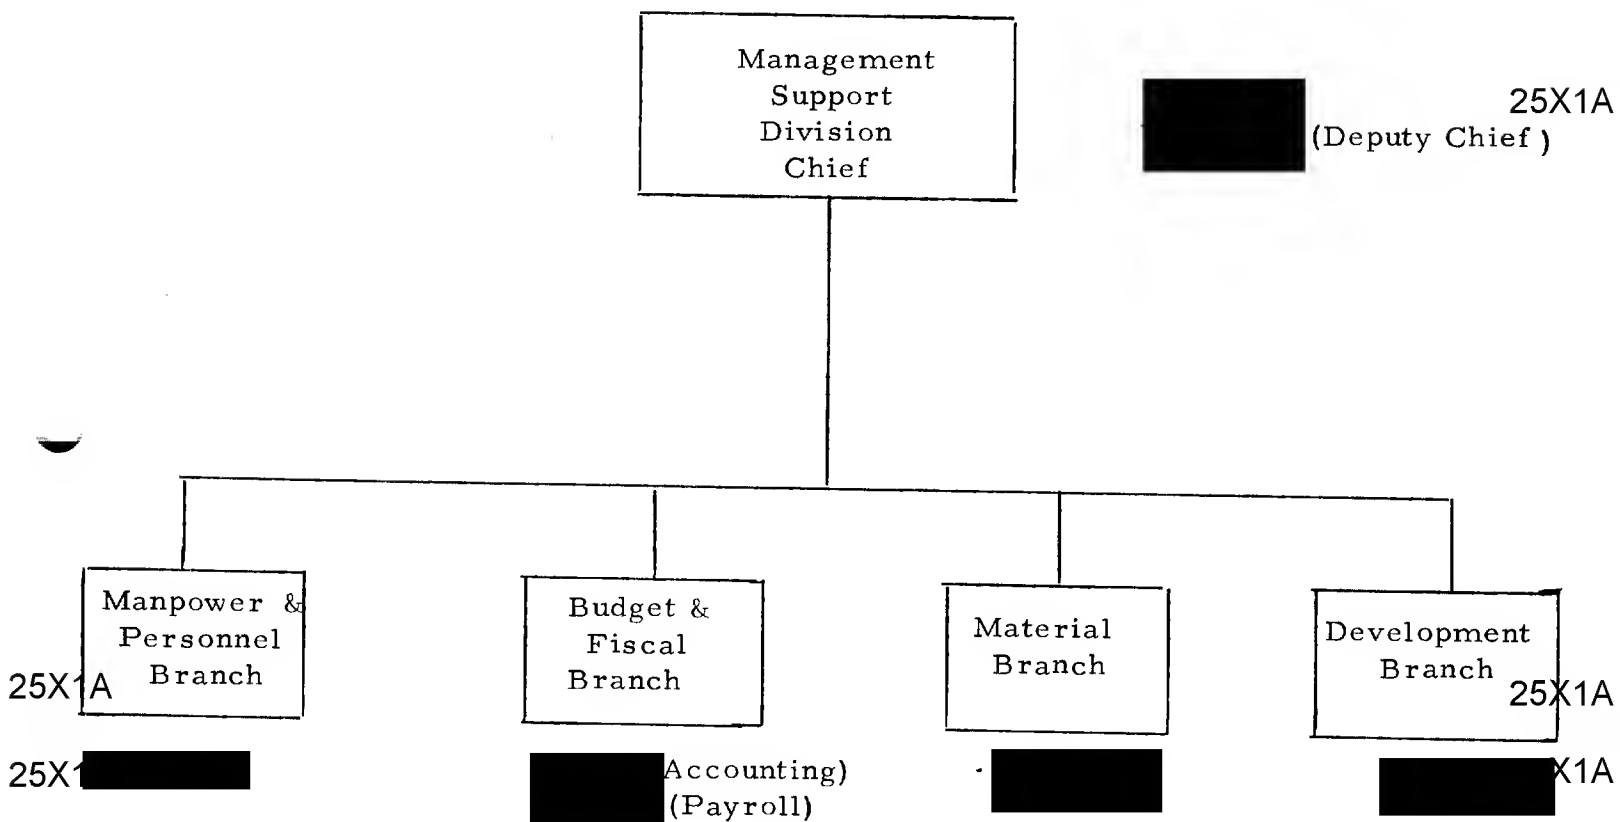 Management
Support
Division
Chief
25X1A
(Deputy Chief)
Manpower &
Personnel
Branch
25X1A
Budget &
Fiscal
Branch
Material
Branch
Development
Branch
25X1A
25X1
Accounting)
(Payroll)
X1A